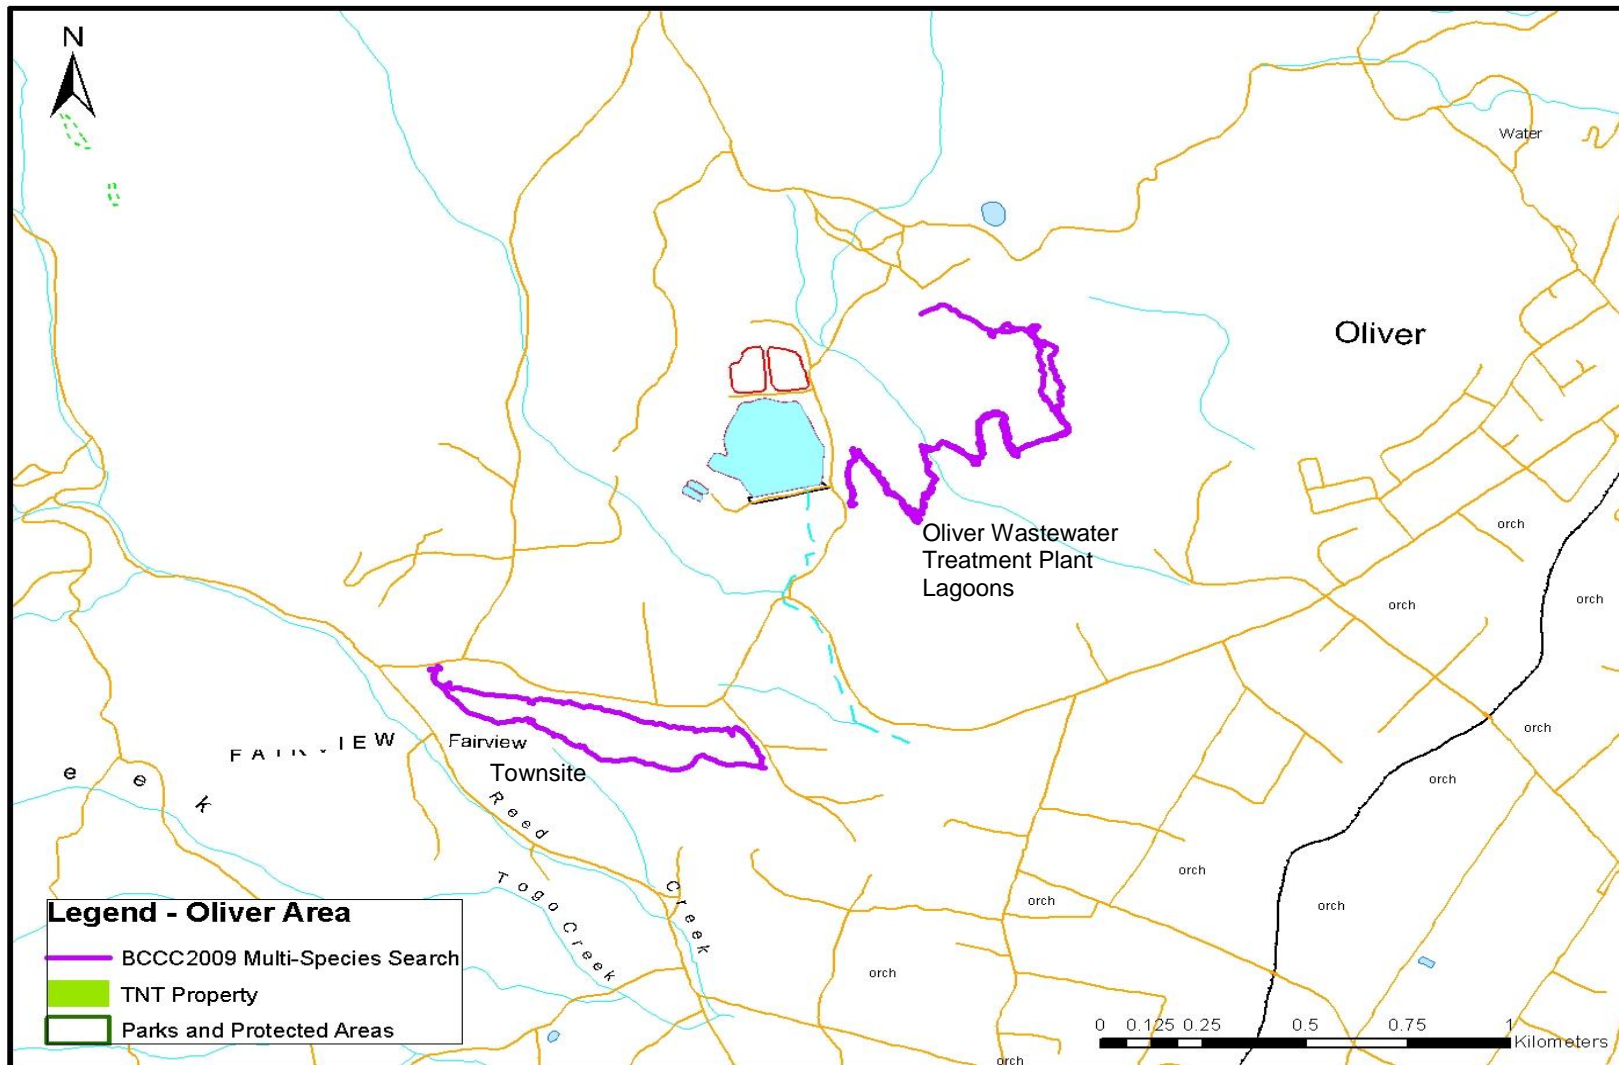 N
Water
Oliver
orch
Oliver Wastewater
Treatment Plant
Lagoons
orch
orch
orch
Fairview
Townsite
e e k
Reed Creek
Togo Creek
orch
orch
orch
orch
orch
orch
Legend - Oliver Area
BCCC2009 Multi-Species Search
TNT Property
Parks and Protected Areas
0 0.125 0.25 0.5 0.75 1
Kilometers